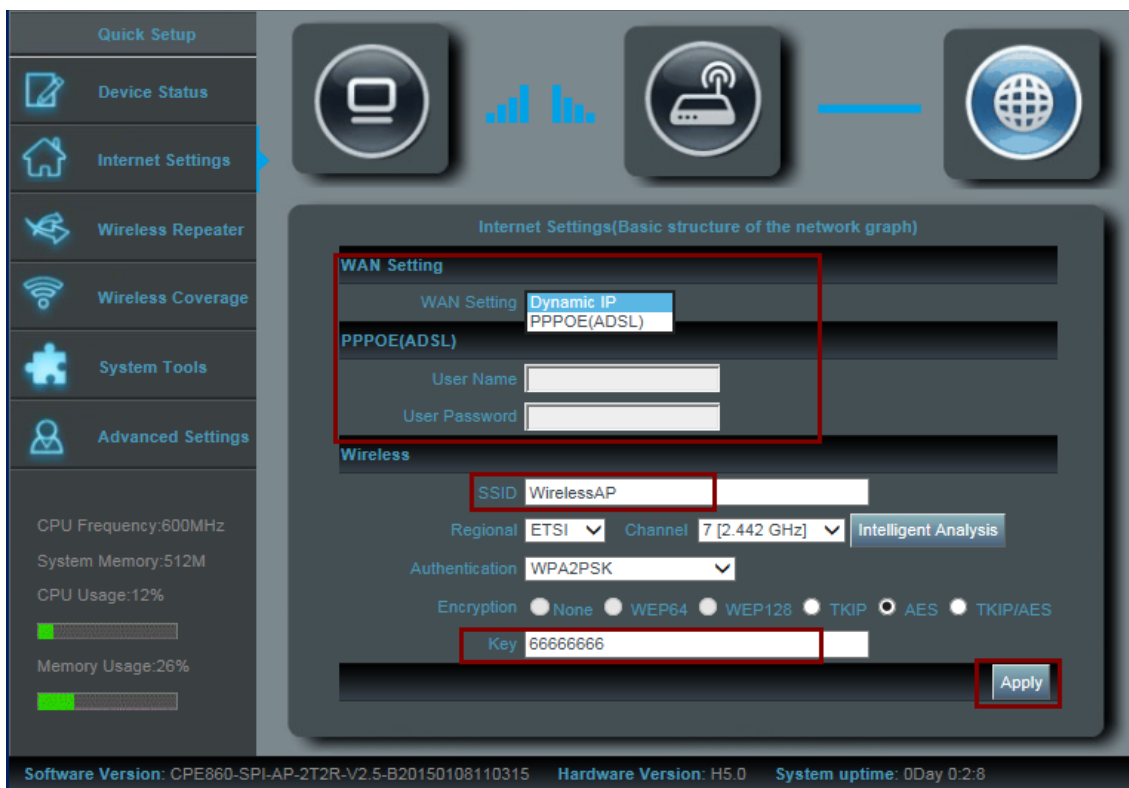 Quick Setup
Device Status
Internet Settings
Wireless Repeater
Wireless Coverage
System Tools
Advanced Settings
CPU Frequency:600MHz
System Memory:512M
CPU Usage:12%
Memory Usage:26%
Internet Settings(Basic structure of the network graph)
WAN Setting
WAN Setting Dynamic IP
PPPOE(ADSL)
PPPOE(ADSL)
User Name
User Password
Wireless
SSID WirelessAP
Regional ETSI Channel 7 [2.442 GHz] Intelligent Analysis
Authentication WPA2PSK
Encryption None WEP64 WEP128 TKIP AES TKIP/AES
Key 66666666
Apply
Software Version: CPE860-SPI-AP-2T2R-V2.5-B20150108110315 Hardware Version: H5.0 System uptime: 0Day 0:2:8